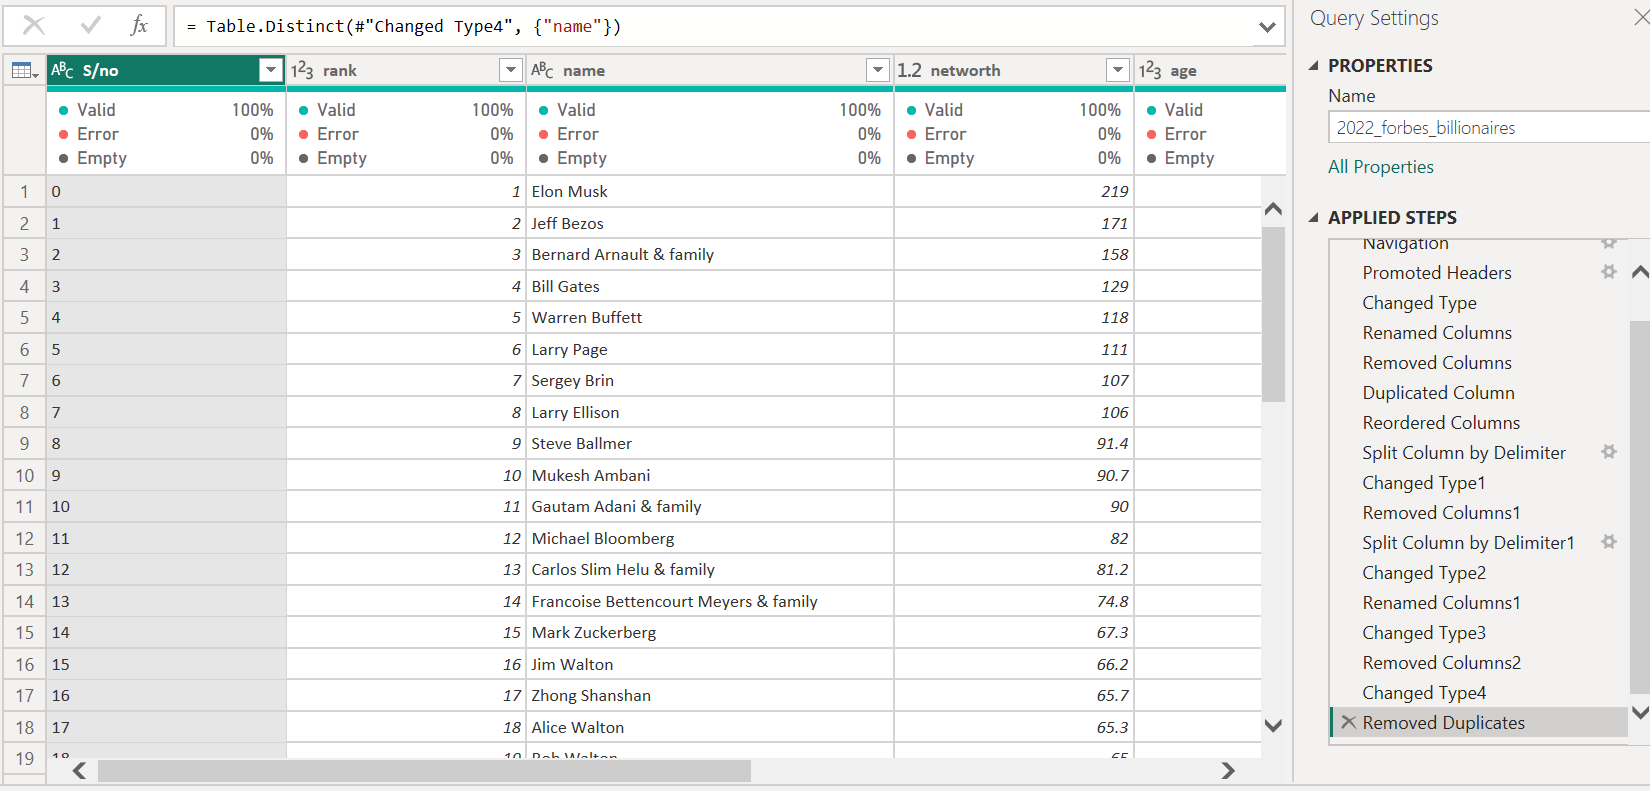 fx = Table.Distinct(#"Changed Type4", {"name"})
ABC S/no 123 rank ABC name 1.2 networth 123 age
Valid 100% Valid 100% Valid 100% Valid 100% Valid
Error 0% Error 0% Error 0% Error 0% Error
Empty 0% Empty 0% Empty 0% Empty 0% Empty
1 0 1 Elon Musk 219
2 1 2 Jeff Bezos 171
3 2 3 Bernard Arnault & family 158
4 3 4 Bill Gates 129
5 4 5 Warren Buffett 118
6 5 6 Larry Page 111
7 6 7 Sergey Brin 107
8 7 8 Larry Ellison 106
9 8 9 Steve Ballmer 91.4
10 9 10 Mukesh Ambani 90.7
11 10 11 Gautam Adani & family 90
12 11 12 Michael Bloomberg 82
13 12 13 Carlos Slim Helu & family 81.2
14 13 14 Francoise Bettencourt Meyers & family 74.8
15 14 15 Mark Zuckerberg 67.3
16 15 16 Jim Walton 66.2
17 16 17 Zhong Shanshan 65.7
18 17 18 Alice Walton 65.3
19 18 19 Rob Walton 65
Query Settings
PROPERTIES
Name
2022_forbes_billionaires
All Properties
APPLIED STEPS
Navigation
Promoted Headers
Changed Type
Renamed Columns
Removed Columns
Duplicated Column
Reordered Columns
Split Column by Delimiter
Changed Type1
Removed Columns1
Split Column by Delimiter1
Changed Type2
Renamed Columns1
Changed Type3
Removed Columns2
Changed Type4
Removed Duplicates